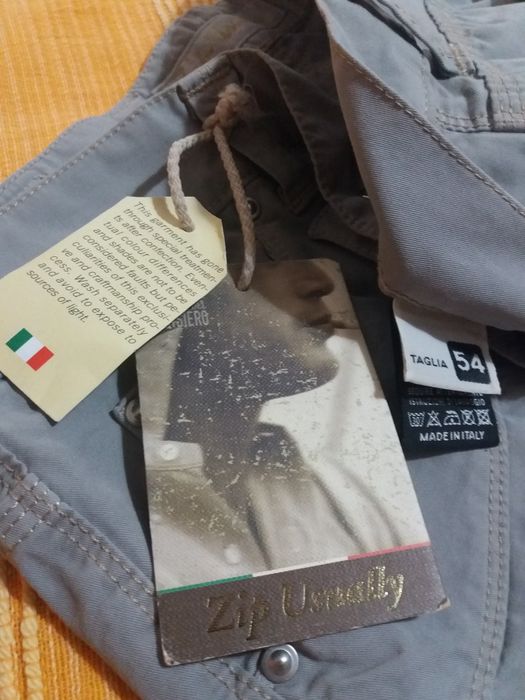 This garment has gone
through special treatmen-
ts after confection. Even-
tual colour differences
and shades are not to be
considered faults but pe-
culiarities of this exclusi-
ve and craftmanship pro-
cess. Wash separately
and avoid to expose to
sources of light.
Zip Usually
TAGLIA 54
MADE IN ITALY